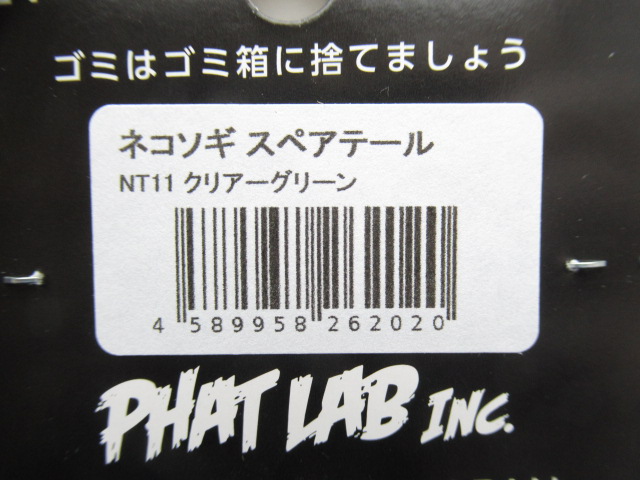 ゴミはゴミ箱に捨てましょう
ネコソギ スペアテール
NT11 クリアーグリーン
4 589958 262020
PHAT LAB INC.